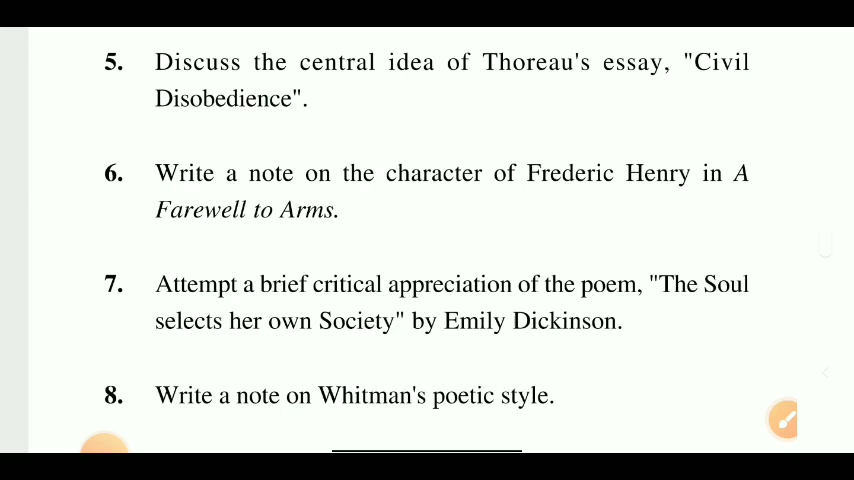 5. Discuss the central idea of Thoreau's essay, "Civil
Disobedience".
6. Write a note on the character of Frederic Henry in A
Farewell to Arms.
7. Attempt a brief critical appreciation of the poem, "The Soul
selects her own Society" by Emily Dickinson.
8. Write a note on Whitman's poetic style.